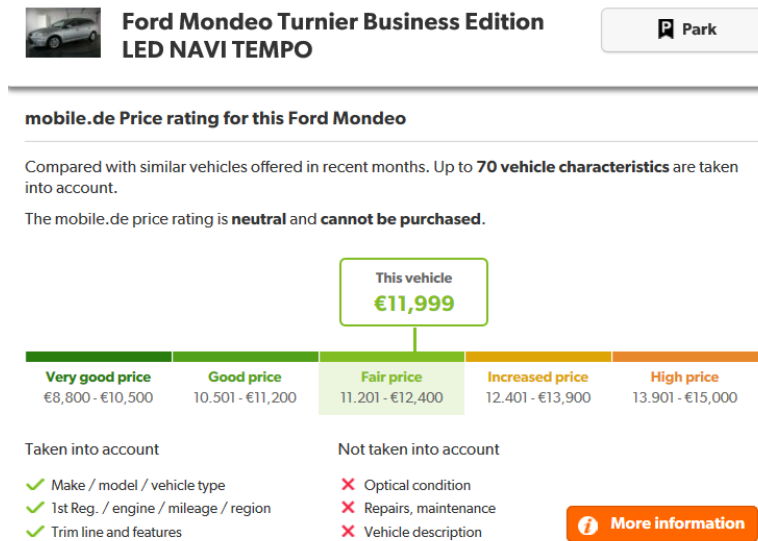 Ford Mondeo Turnier Business Edition
LED NAVI TEMPO
Park
mobile.de Price rating for this Ford Mondeo
Compared with similar vehicles offered in recent months. Up to 70 vehicle characteristics are taken
into account.
The mobile.de price rating is neutral and cannot be purchased.
This vehicle
€11,999
Very good price
€8,800 - €10,500
Good price
10.501 - €11,200
Fair price
11.201 - €12,400
Increased price
12.401 - €13,900
High price
13.901 - €15,000
Taken into account
Make / model / vehicle type
1st Reg. / engine / mileage / region
Trim line and features
Not taken into account
Optical condition
Repairs, maintenance
Vehicle description
More information